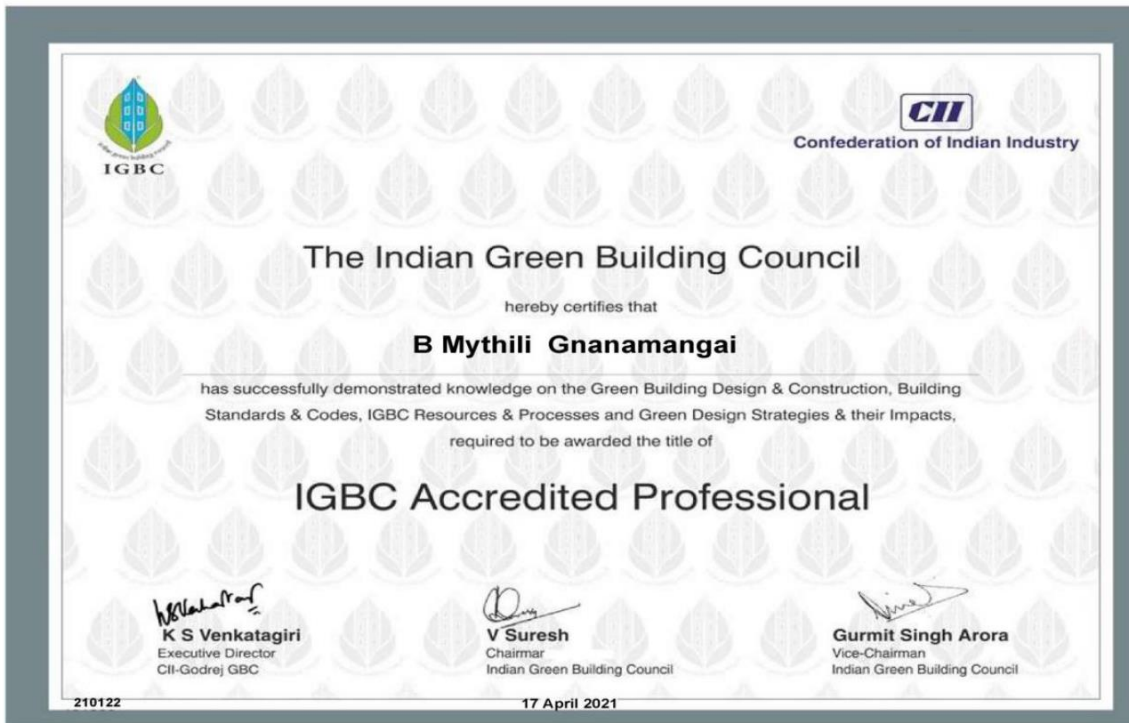 IGBC
CII
Confederation of Indian Industry
The Indian Green Building Council
hereby certifies that
B Mythili Gnanamangai
has successfully demonstrated knowledge on the Green Building Design & Construction, Building
Standards & Codes, IGBC Resources & Processes and Green Design Strategies & their Impacts,
required to be awarded the title of
IGBC Accredited Professional
K S Venkatagiri
Executive Director
CII-Godrej GBC
V Suresh
Chairmar
Indian Green Building Council
Gurmit Singh Arora
Vice-Chairman
Indian Green Building Council
210122
17 April 2021